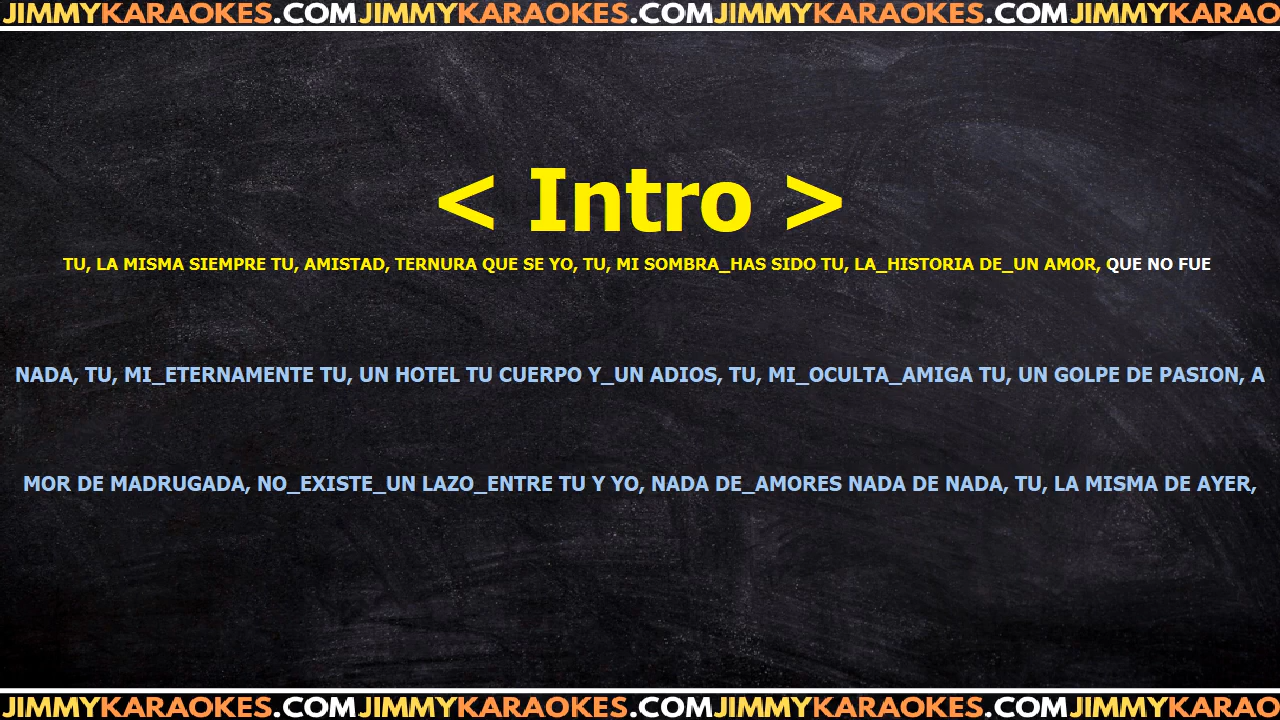 JIMMYKARAOKES.COMJIMMYKARAOKES.COMJIMMYKARAOKES.COMJIMMYKARAO
< Intro >
TU, LA MISMA SIEMPRE TU, AMISTAD, TERNURA QUE SE YO, TU, MI SOMBRA_HAS SIDO TU, LA_HISTORIA DE_UN AMOR, QUE NO FUE
NADA, TU, MI_ETERNAMENTE TU, UN HOTEL TU CUERPO Y_UN ADIOS, TU, MI_OCULTA_AMIGA TU, UN GOLPE DE PASION, A
MOR DE MADRUGADA, NO_EXISTE_UN LAZO_ENTRE TU Y YO, NADA DE_AMORES NADA DE NADA, TU, LA MISMA DE AYER,
JIMMYKARAOKES.COMJIMMYKARAOKES.COMJIMMYKARAOKES.COMJIMMYKARAO